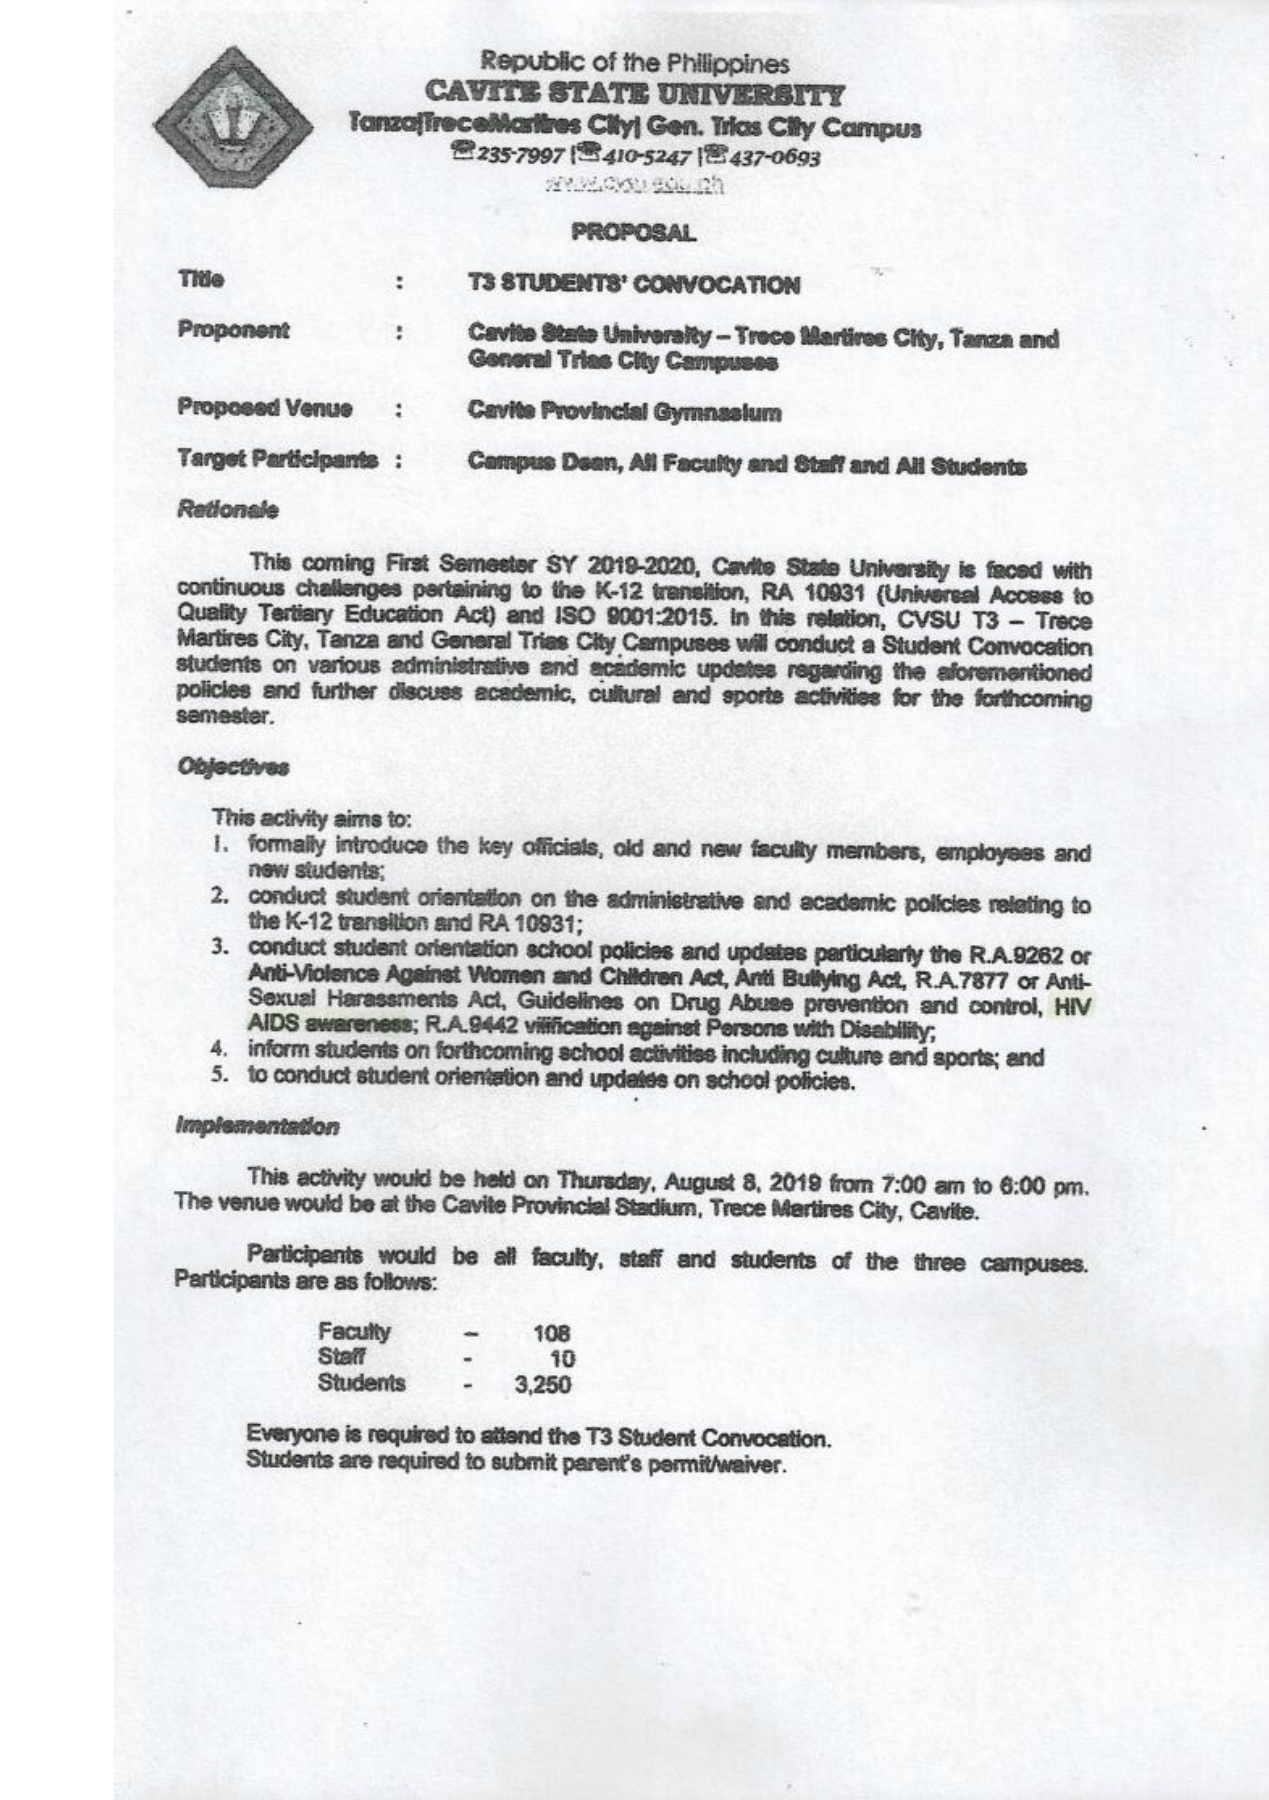 Republic of the Philippines
CAVITE STATE UNIVERSITY
Tanza|TreceMartires City| Gen. Trias City Campus
☎235-7997 |☎410-5247 |☎437-0693
www.cvsu.edu.ph
PROPOSAL
Title : T3 STUDENTS' CONVOCATION
Proponent : Cavite State University – Trece Martires City, Tanza and
General Trias City Campuses
Proposed Venue : Cavite Provincial Gymnasium
Target Participants : Campus Dean, All Faculty and Staff and All Students
Rationale
This coming First Semester SY 2019-2020, Cavite State University is faced with
continuous challenges pertaining to the K-12 transition, RA 10931 (Universal Access to
Quality Tertiary Education Act) and ISO 9001:2015. In this relation, CVSU T3 – Trece
Martires City, Tanza and General Trias City Campuses will conduct a Student Convocation
students on various administrative and academic updates regarding the aforementioned
policies and further discuss academic, cultural and sports activities for the forthcoming
semester.
Objectives
This activity aims to:
1. formally introduce the key officials, old and new faculty members, employees and
new students;
2. conduct student orientation on the administrative and academic policies relating to
the K-12 transition and RA 10931;
3. conduct student orientation school policies and updates particularly the R.A.9262 or
Anti-Violence Against Women and Children Act, Anti Bullying Act, R.A.7877 or Anti-
Sexual Harassments Act, Guidelines on Drug Abuse prevention and control, HIV
AIDS awareness; R.A.9442 vilification against Persons with Disability;
4. inform students on forthcoming school activities including culture and sports; and
5. to conduct student orientation and updates on school policies.
Implementation
This activity would be held on Thursday, August 8, 2019 from 7:00 am to 6:00 pm.
The venue would be at the Cavite Provincial Stadium, Trece Martires City, Cavite.
Participants would be all faculty, staff and students of the three campuses.
Participants are as follows:
Faculty – 108
Staff - 10
Students - 3,250
Everyone is required to attend the T3 Student Convocation.
Students are required to submit parent's permit/waiver.